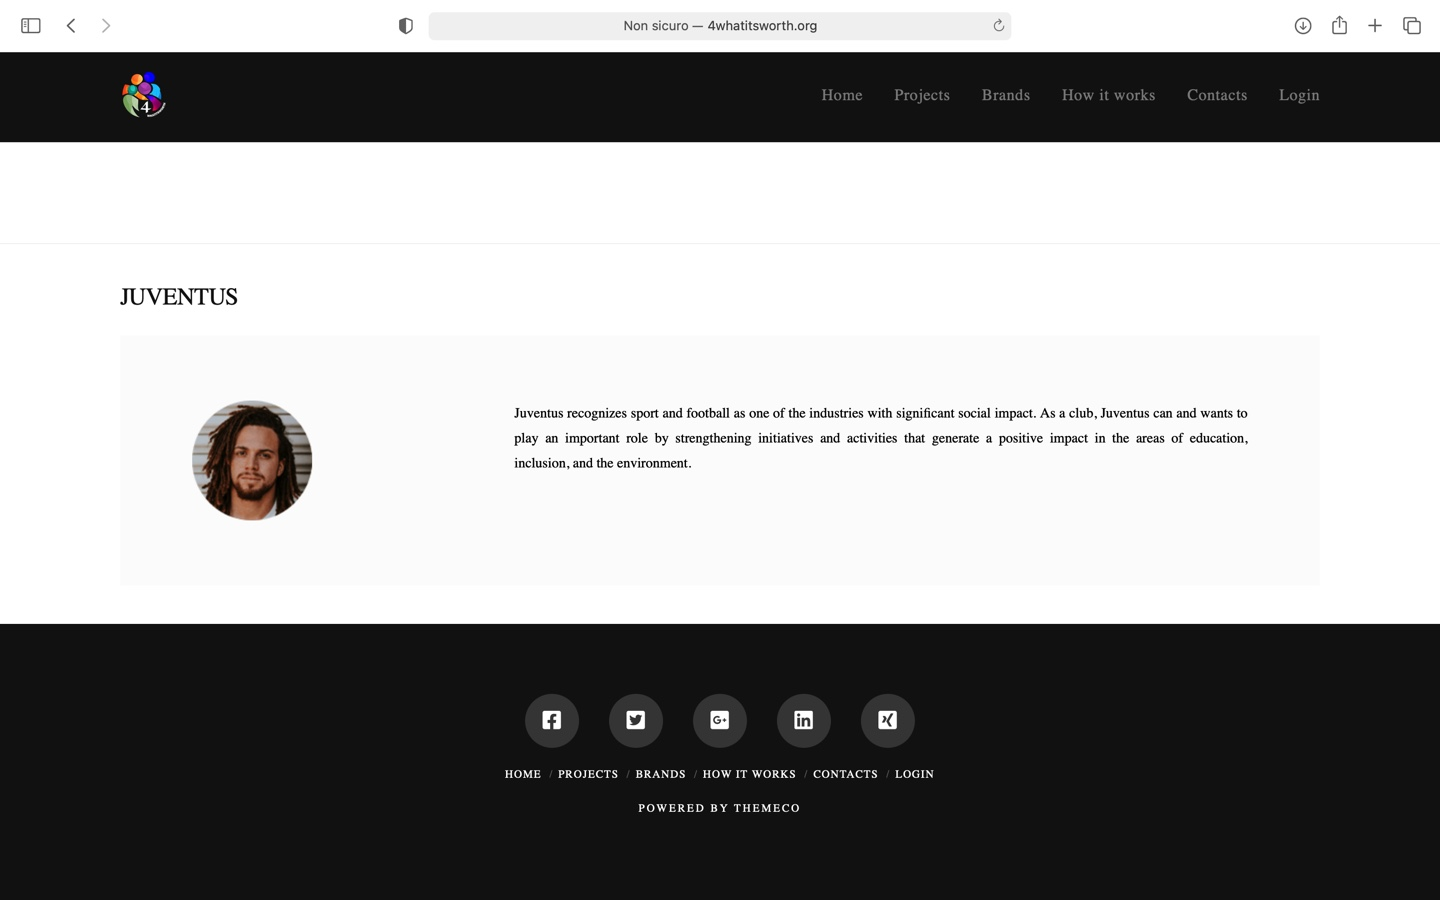 Non sicuro — 4whatitsworth.org
4
Home Projects Brands How it works Contacts Login
JUVENTUS
Juventus recognizes sport and football as one of the industries with significant social impact. As a club, Juventus can and wants to
play an important role by strengthening initiatives and activities that generate a positive impact in the areas of education,
inclusion, and the environment.
HOME / PROJECTS / BRANDS / HOW IT WORKS / CONTACTS / LOGIN
POWERED BY THEMECO